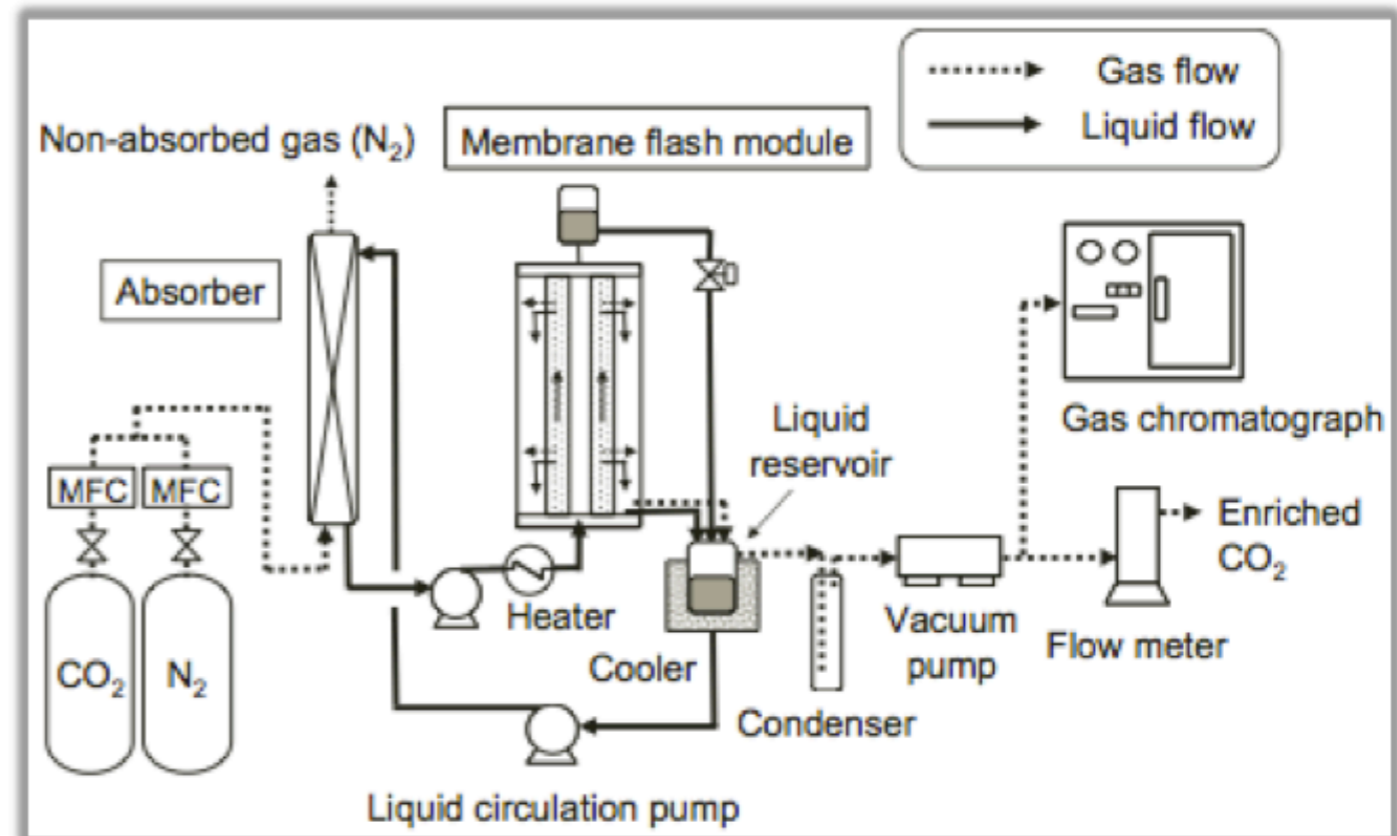 Gas flow
Liquid flow
Non-absorbed gas (N₂)
Membrane flash module
Absorber
Gas chromatograph
Liquid
reservoir
MFC
MFC
Enriched
CO₂
Heater
Vacuum
pump
Flow meter
CO₂
N₂
Cooler
Condenser
Liquid circulation pump